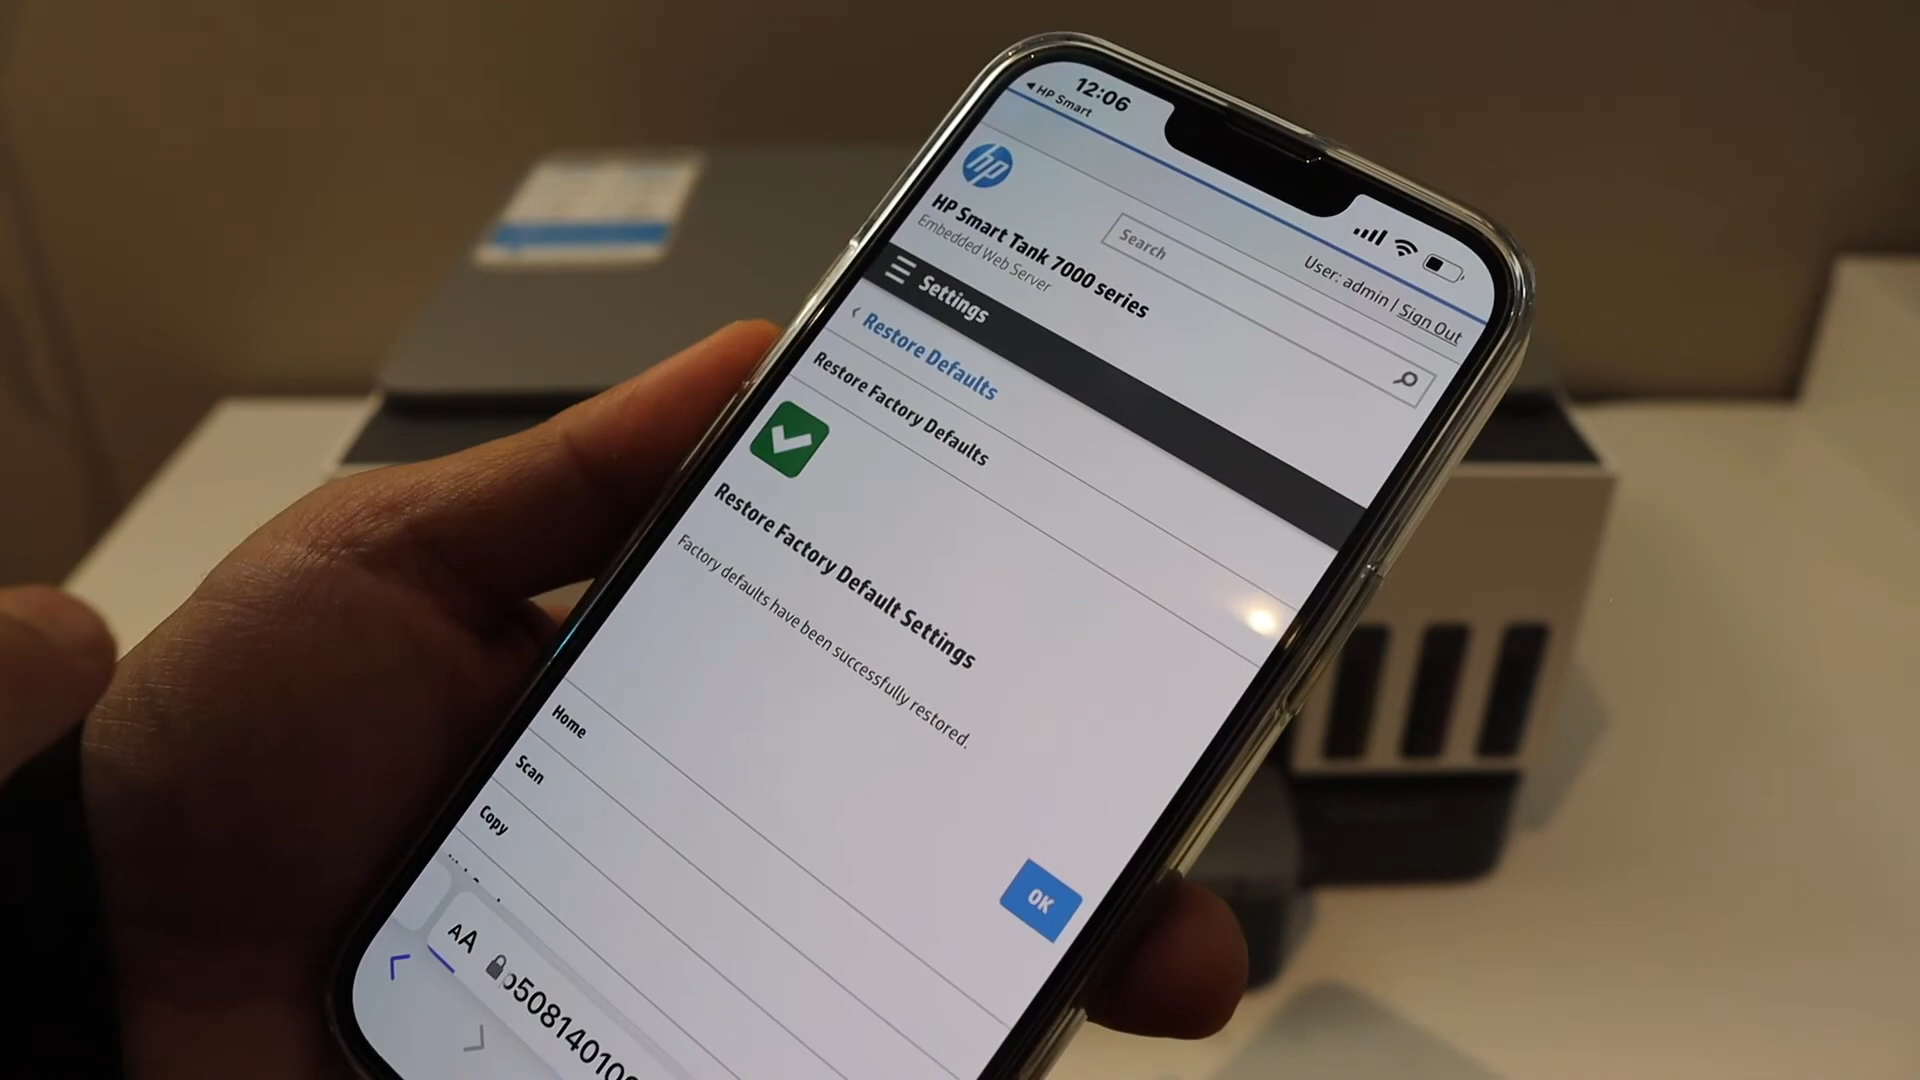 12:06
◀ HP Smart
hp
HP Smart Tank 7000 series
Embedded Web Server
Search
User: admin | Sign Out
Settings
Restore Defaults
Restore Factory Defaults
Restore Factory Default Settings
Factory defaults have been successfully restored.
OK
Home
Scan
Copy
AA